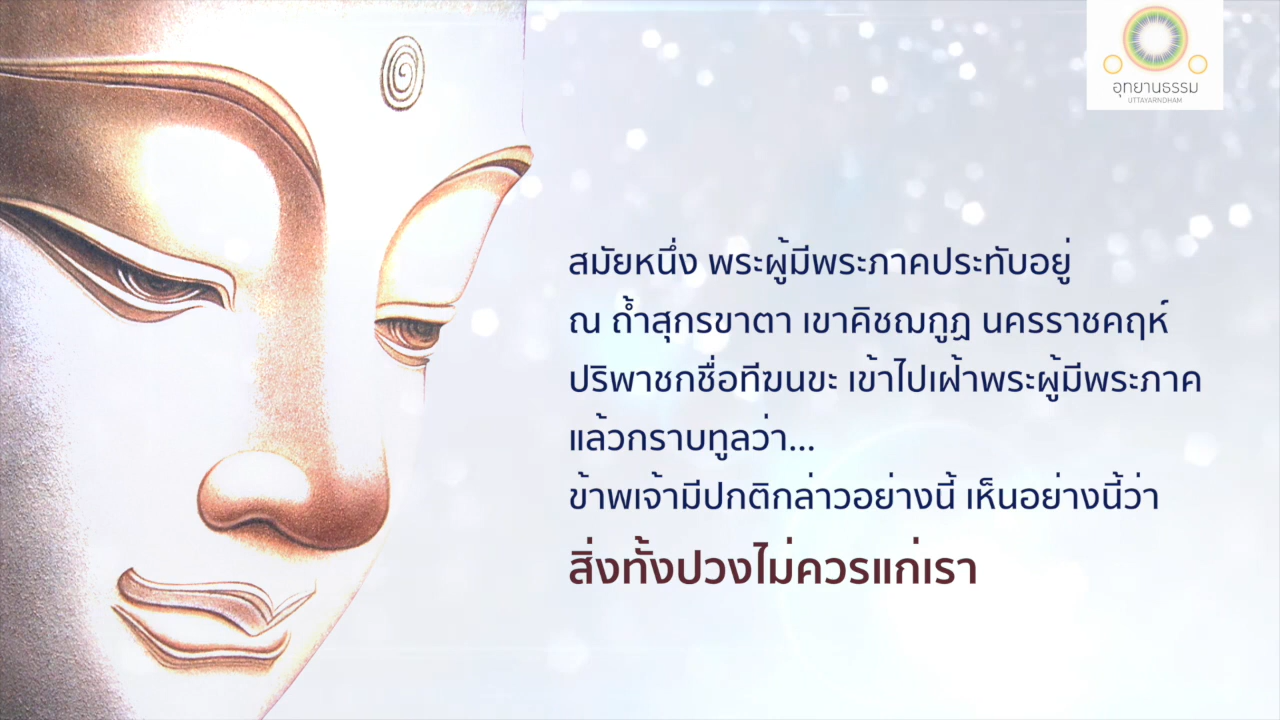 อุทยานธรรม
UTTAYARNDHAM
สมัยหนึ่ง พระผู้มีพระภาคประทับอยู่
ณ ถ้ำสุกรขาตา เขาคิชฌกูฏ นครราชคฤห์
ปริพาชกชื่อทีฆนขะ เข้าไปเฝ้าพระผู้มีพระภาค
แล้วกราบทูลว่า...
ข้าพเจ้ามีปกติกล่าวอย่างนี้ เห็นอย่างนี้ว่า
สิ่งทั้งปวงไม่ควรแก่เรา